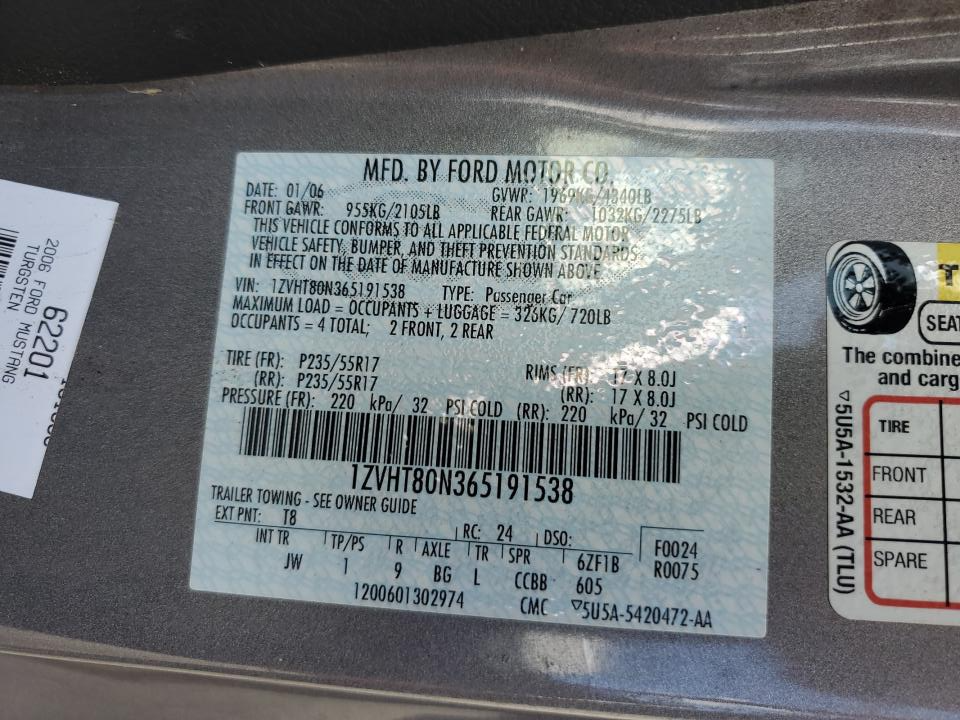 MFD. BY FORD MOTOR CO.
DATE: 01/06
GVWR: 1969KG/4340LB
FRONT GAWR: 955KG/2105LB
REAR GAWR: 1032KG/2275LB
THIS VEHICLE CONFORMS TO ALL APPLICABLE FEDERAL MOTOR
VEHICLE SAFETY, BUMPER, AND THEFT PREVENTION STANDARDS
IN EFFECT ON THE DATE OF MANUFACTURE SHOWN ABOVE.
VIN: 1ZVHT80N365191538 TYPE: Passenger Car
MAXIMUM LOAD = OCCUPANTS + LUGGAGE = 326KG/ 720LB
OCCUPANTS = 4 TOTAL; 2 FRONT, 2 REAR
TIRE (FR): P235/55R17 RIMS (FR): 17 X 8.0J
(RR): P235/55R17 (RR): 17 X 8.0J
PRESSURE (FR): 220 kPa/ 32 PSI COLD (RR): 220 kPa/ 32 PSI COLD
1ZVHT80N365191538
TRAILER TOWING - SEE OWNER GUIDE
EXT PNT: T8 RC: 24 DSO: F0024
INT TR TP/PS R AXLE TR SPR 6ZF1B R0075
JW 1 9 BG L CCBB 605
1200601302974 CMC ▽5U5A-5420472-AA
62201
2006 FORD MUSTANG
TURGSTEN
T
SEAT
The combine
and carg
TIRE
FRONT
REAR
SPARE
▽5U5A-1532-AA (TLU)